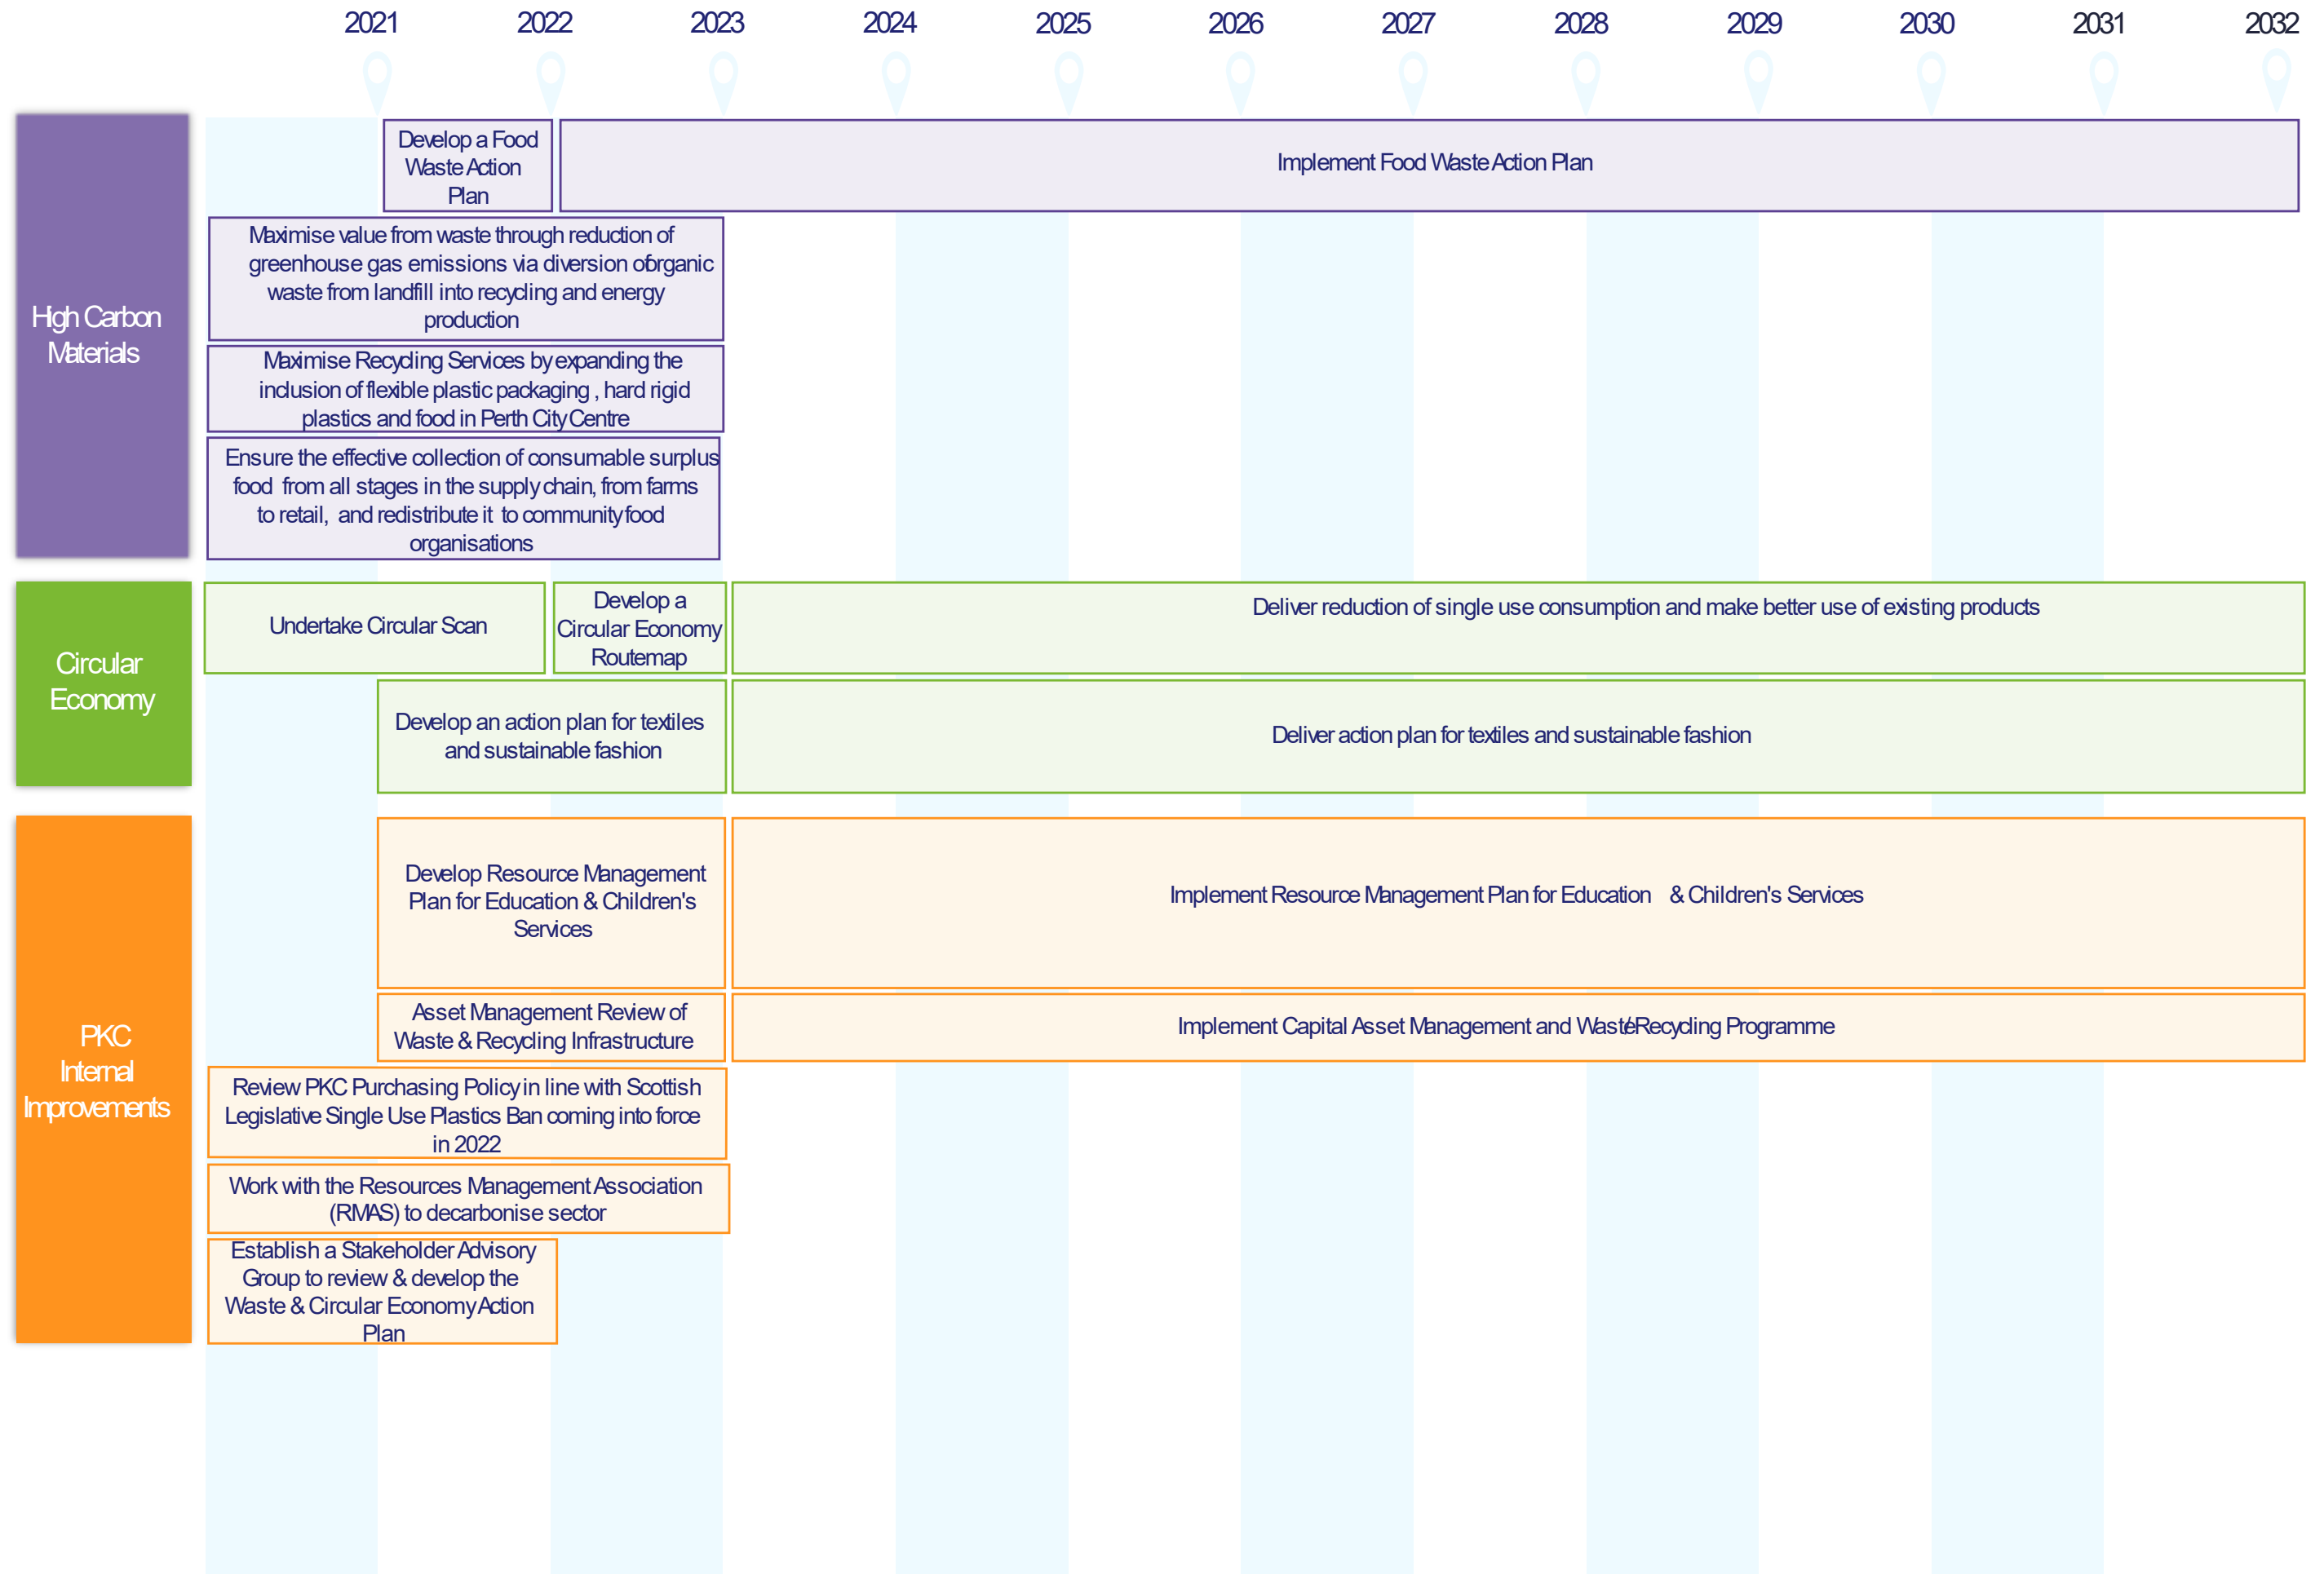 2021 2022 2023 2024 2025 2026 2027 2028 2029 2030 2031 2032
High Carbon
Materials
Develop a Food
Waste Action
Plan
Implement Food Waste Action Plan
Maximise value from waste through reduction of
greenhouse gas emissions via diversion of organic
waste from landfill into recycling and energy
production
Maximise Recycling Services by expanding the
inclusion of flexible plastic packaging , hard rigid
plastics and food in Perth City Centre
Ensure the effective collection of consumable surplus
food from all stages in the supply chain, from farms
to retail, and redistribute it to community food
organisations
Circular
Economy
Undertake Circular Scan
Develop a
Circular Economy
Routemap
Deliver reduction of single use consumption and make better use of existing products
Develop an action plan for textiles
and sustainable fashion
Deliver action plan for textiles and sustainable fashion
PKC
Internal
Improvements
Develop Resource Management
Plan for Education & Children's
Services
Implement Resource Management Plan for Education & Children's Services
Asset Management Review of
Waste & Recycling Infrastructure
Implement Capital Asset Management and Waste/Recycling Programme
Review PKC Purchasing Policy in line with Scottish
Legislative Single Use Plastics Ban coming into force
in 2022
Work with the Resources Management Association
(RMAS) to decarbonise sector
Establish a Stakeholder Advisory
Group to review & develop the
Waste & Circular Economy Action
Plan